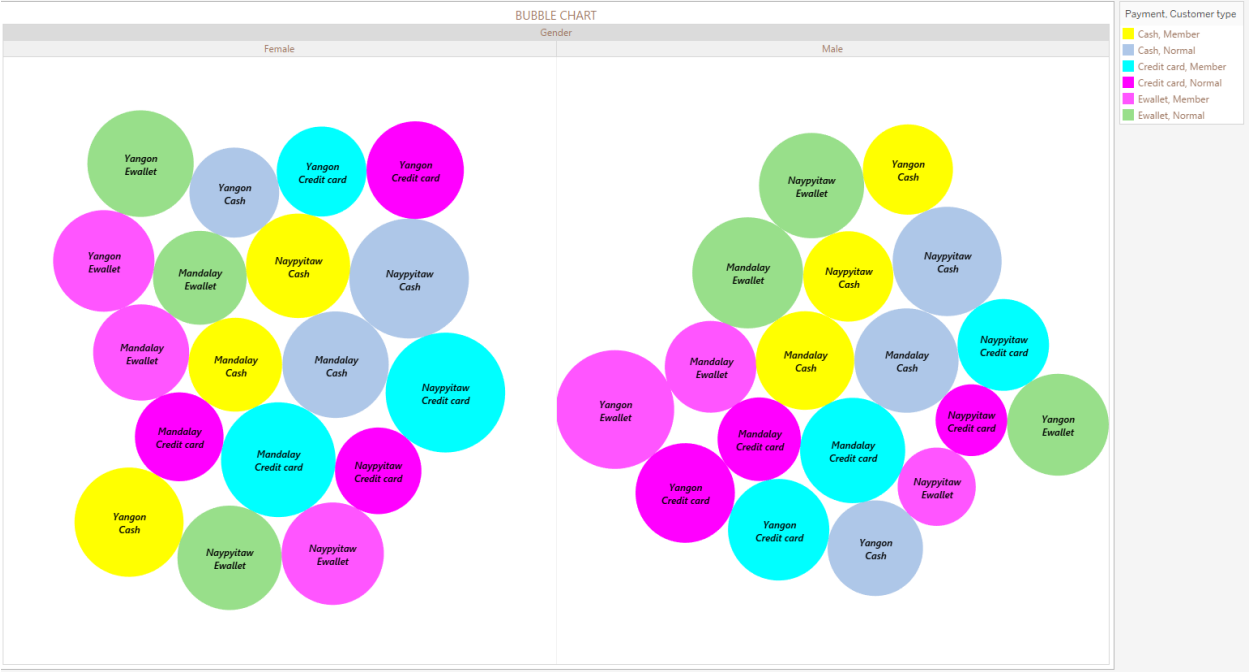 BUBBLE CHART
Gender
Female
Male
Yangon
Ewallet
Yangon
Cash
Yangon
Credit card
Yangon
Credit card
Yangon
Ewallet
Mandalay
Ewallet
Naypyitaw
Cash
Naypyitaw
Cash
Mandalay
Ewallet
Mandalay
Cash
Mandalay
Cash
Naypyitaw
Credit card
Mandalay
Credit card
Mandalay
Credit card
Naypyitaw
Credit card
Yangon
Cash
Naypyitaw
Ewallet
Naypyitaw
Ewallet
Naypyitaw
Ewallet
Yangon
Cash
Mandalay
Ewallet
Naypyitaw
Cash
Naypyitaw
Cash
Mandalay
Ewallet
Mandalay
Cash
Mandalay
Cash
Naypyitaw
Credit card
Yangon
Ewallet
Mandalay
Credit card
Mandalay
Credit card
Naypyitaw
Credit card
Yangon
Ewallet
Yangon
Credit card
Yangon
Credit card
Naypyitaw
Ewallet
Yangon
Cash
Payment, Customer type
Cash, Member
Cash, Normal
Credit card, Member
Credit card, Normal
Ewallet, Member
Ewallet, Normal